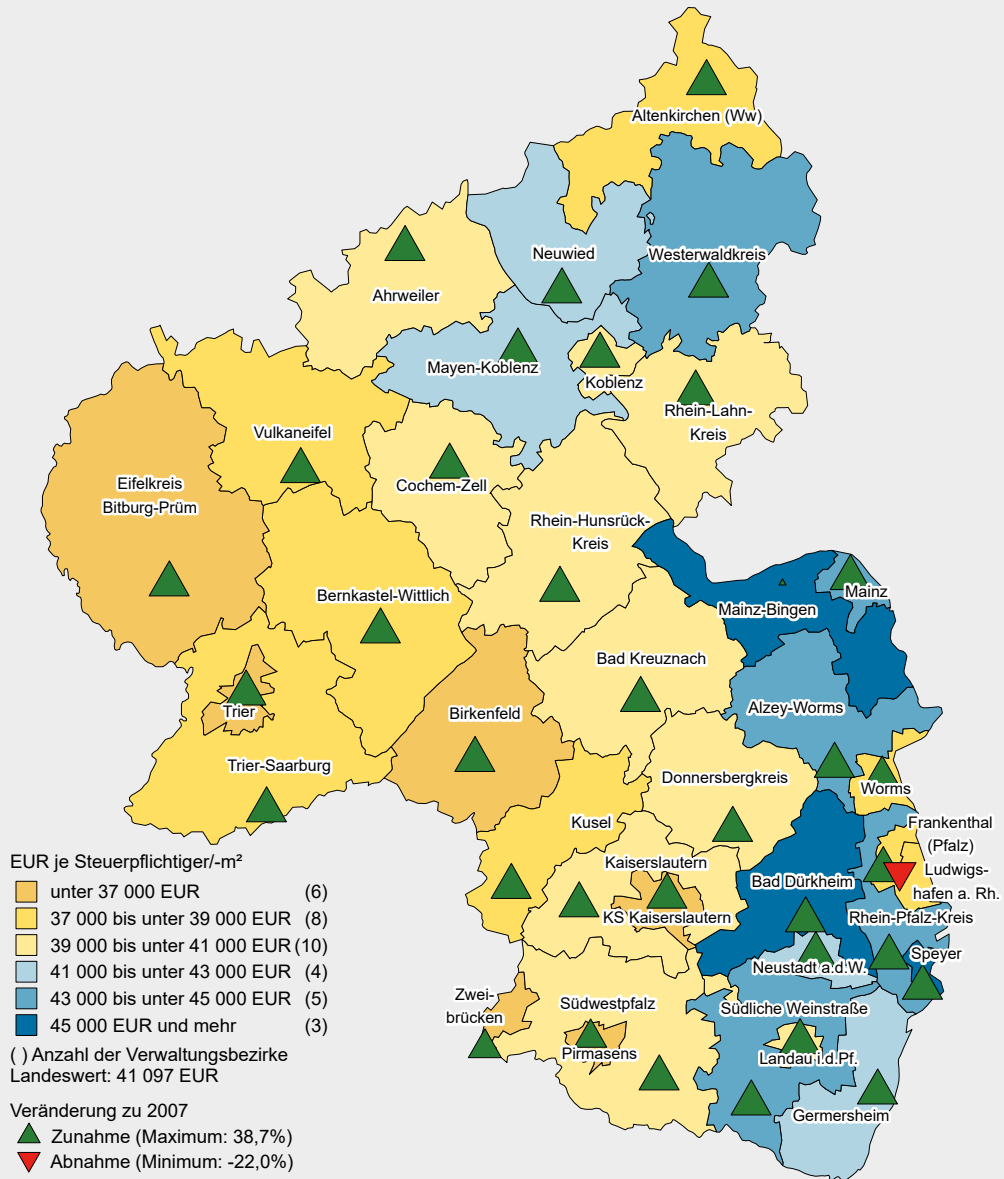 Altenkirchen (Ww)
Neuwied
Westerwaldkreis
Ahrweiler
Mayen-Koblenz
Koblenz
Rhein-Lahn-
Kreis
Vulkaneifel
Cochem-Zell
Eifelkreis
Bitburg-Prüm
Rhein-Hunsrück-
Kreis
Bernkastel-Wittlich
Mainz-Bingen
Mainz
Bad Kreuznach
Trier
Birkenfeld
Alzey-Worms
Trier-Saarburg
Donnersbergkreis
Worms
Kusel
Frankenthal
(Pfalz)
Kaiserslautern
Bad Dürkheim
Ludwigs-
hafen a. Rh.
KS Kaiserslautern
Rhein-Pfalz-Kreis
Speyer
Neustadt a.d.W.
Zwei-
brücken
Südwestpfalz
Südliche Weinstraße
Pirmasens
Landau i.d.Pf.
Germersheim
EUR je Steuerpflichtiger/-m²
unter 37 000 EUR (6)
37 000 bis unter 39 000 EUR (8)
39 000 bis unter 41 000 EUR (10)
41 000 bis unter 43 000 EUR (4)
43 000 bis unter 45 000 EUR (5)
45 000 EUR und mehr (3)
( ) Anzahl der Verwaltungsbezirke
Landeswert: 41 097 EUR
Veränderung zu 2007
Zunahme (Maximum: 38,7%)
Abnahme (Minimum: -22,0%)